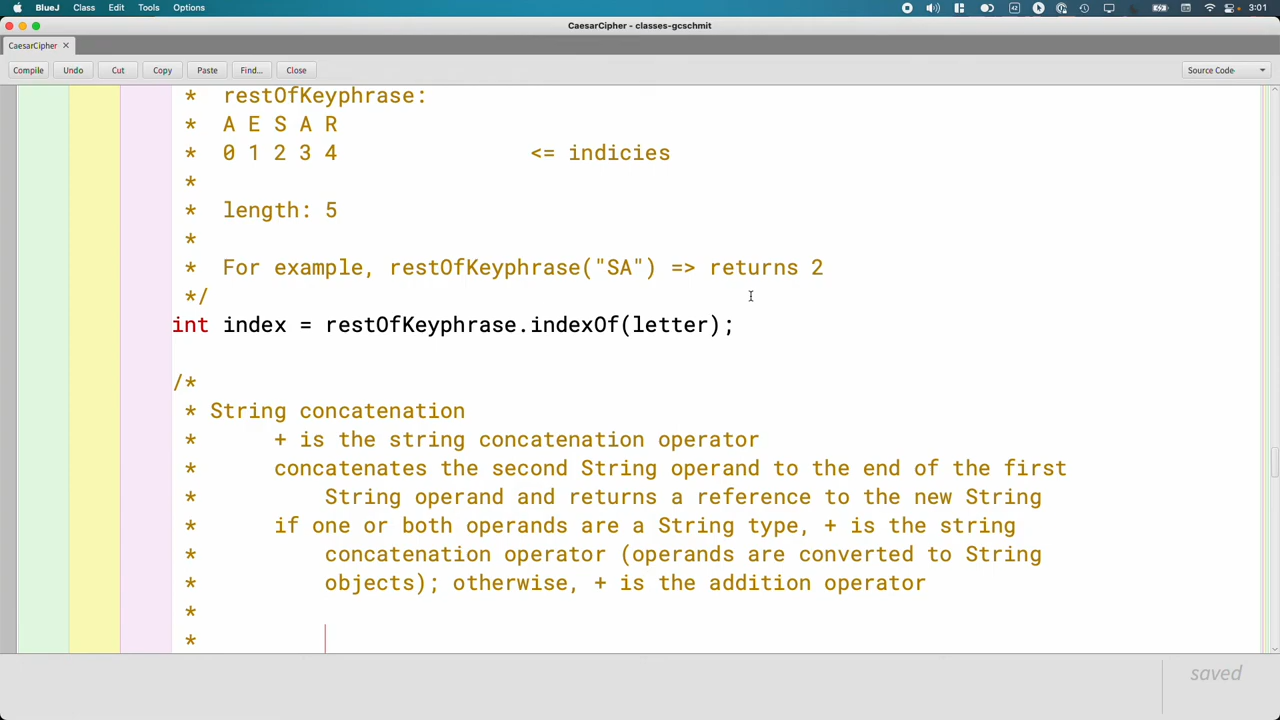 BlueJ Class Edit Tools Options 3:01
CaesarCipher - classes-gcschmit
CaesarCipher ×
Compile Undo Cut Copy Paste Find... Close Source Code
* restOfKeyphrase:
* A E S A R
* 0 1 2 3 4 <= indicies
*
* length: 5
*
* For example, restOfKeyphrase("SA") => returns 2
*/
int index = restOfKeyphrase.indexOf(letter);
/*
* String concatenation
* + is the string concatenation operator
* concatenates the second String operand to the end of the first
* String operand and returns a reference to the new String
* if one or both operands are a String type, + is the string
* concatenation operator (operands are converted to String
* objects); otherwise, + is the addition operator
*
*
saved